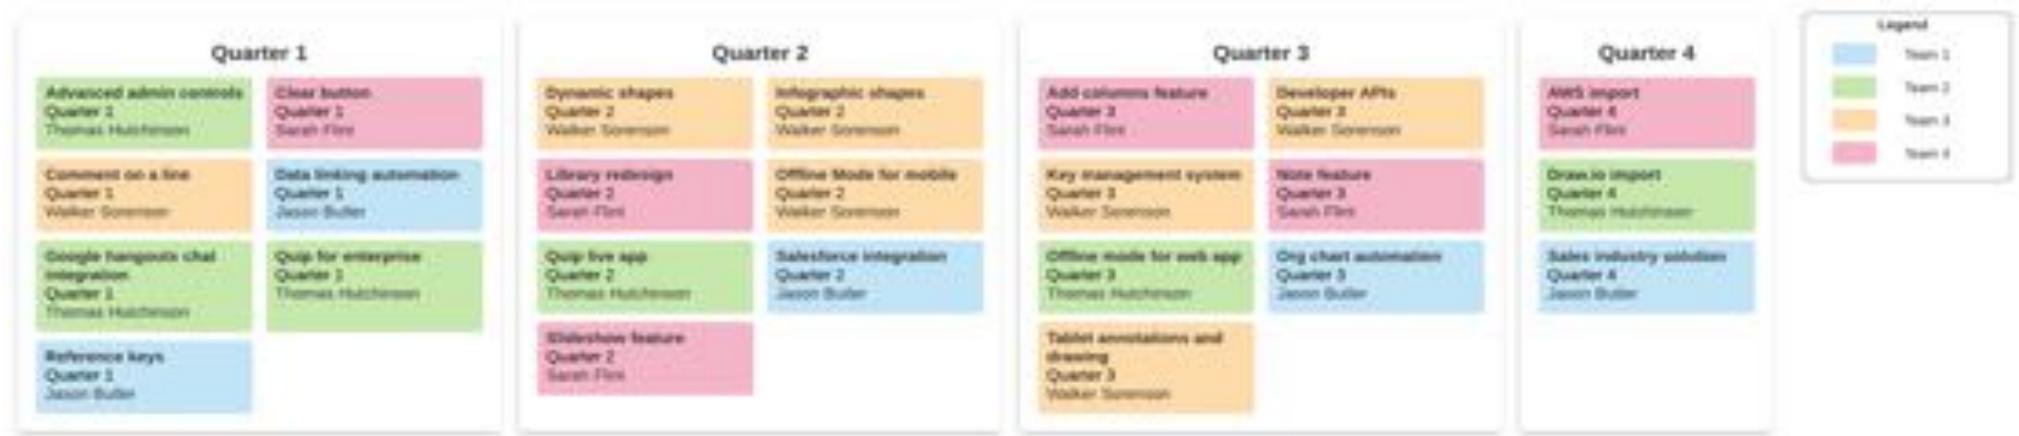 Quarter 1
Advanced admin controls
Quarter 1
Thomas Hutchinson
Clear button
Quarter 1
Sarah Flint
Comment on a line
Quarter 1
Walker Sorenson
Data linking automation
Quarter 1
Jason Butler
Google hangouts chat
integration
Quarter 1
Thomas Hutchinson
Quip for enterprise
Quarter 1
Thomas Hutchinson
Reference keys
Quarter 1
Jason Butler
Quarter 2
Dynamic shapes
Quarter 2
Walker Sorenson
Infographic shapes
Quarter 2
Walker Sorenson
Library redesign
Quarter 2
Sarah Flint
Offline Mode for mobile
Quarter 2
Walker Sorenson
Quip live app
Quarter 2
Thomas Hutchinson
Salesforce integration
Quarter 2
Jason Butler
Slideshow feature
Quarter 2
Sarah Flint
Quarter 3
Add columns feature
Quarter 3
Sarah Flint
Developer APIs
Quarter 3
Walker Sorenson
Key management system
Quarter 3
Walker Sorenson
Note feature
Quarter 3
Sarah Flint
Offline mode for web app
Quarter 3
Thomas Hutchinson
Org chart automation
Quarter 3
Jason Butler
Tablet annotations and
drawing
Quarter 3
Walker Sorenson
Quarter 4
AWS import
Quarter 4
Sarah Flint
Draw.io import
Quarter 4
Thomas Hutchinson
Sales industry solution
Quarter 4
Jason Butler
Legend
Team 1
Team 2
Team 3
Team 4